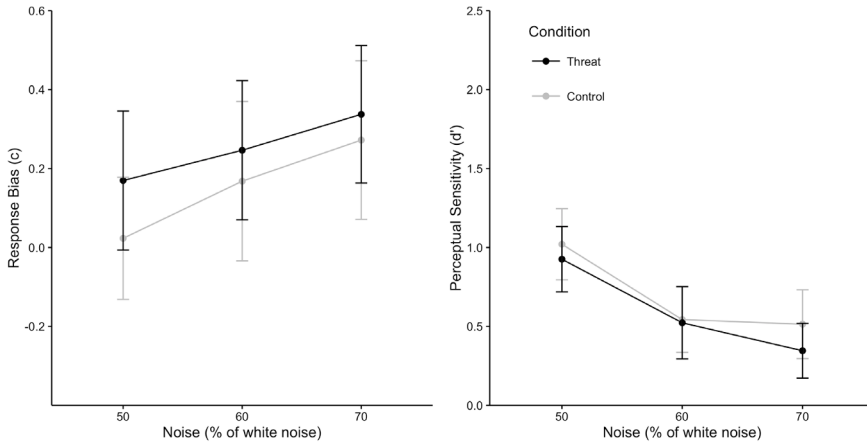 0.6
0.4
0.2
0.0
-0.2
Response Bias (c)
50
60
70
Noise (% of white noise)
2.5
2.0
1.5
1.0
0.5
0.0
Perceptual Sensitivity (d')
Condition
Threat
Control
50
60
70
Noise (% of white noise)